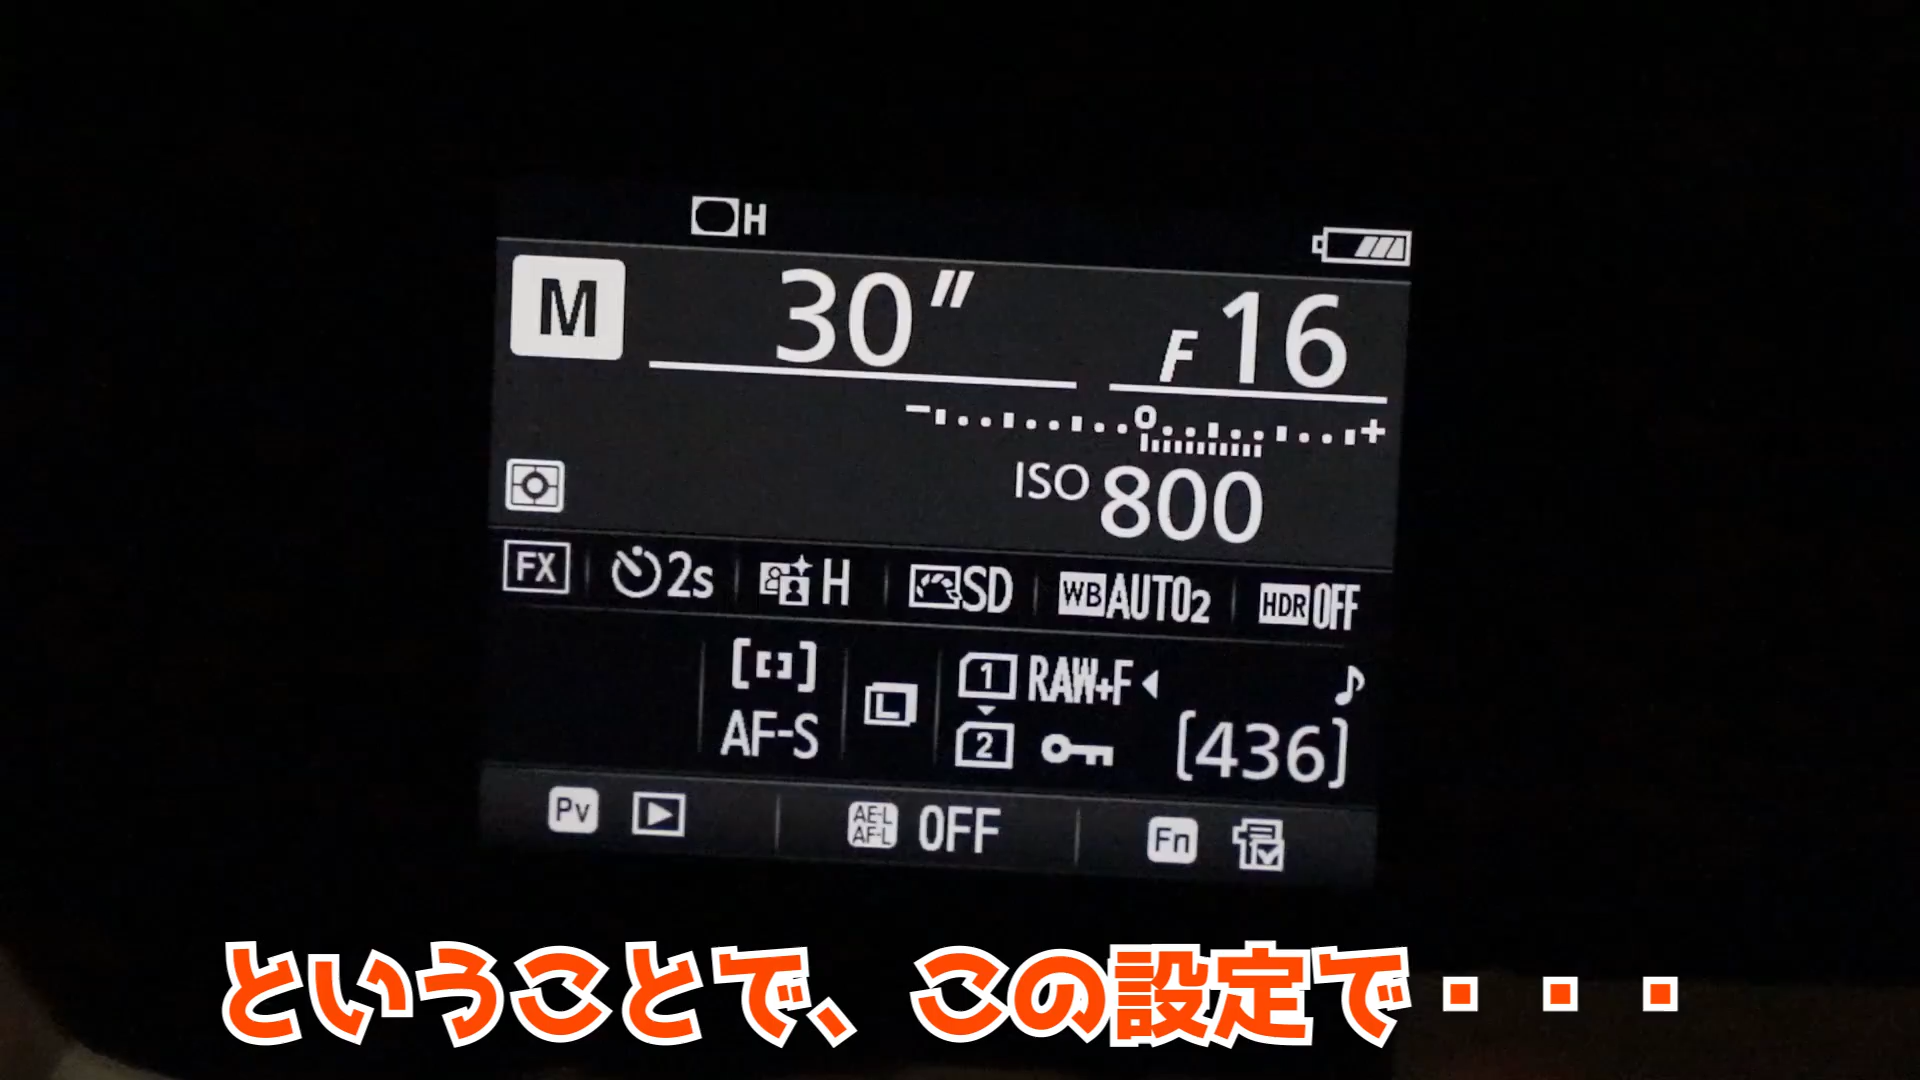 H
M 30" F16
- 0 +
ISO 800
FX 2s H SD WB AUTO2 HDR OFF
[ ] 1 RAW+F
AF-S L 2 [436]
Pv AE-L AF-L OFF Fn
ということで、この設定で・・・